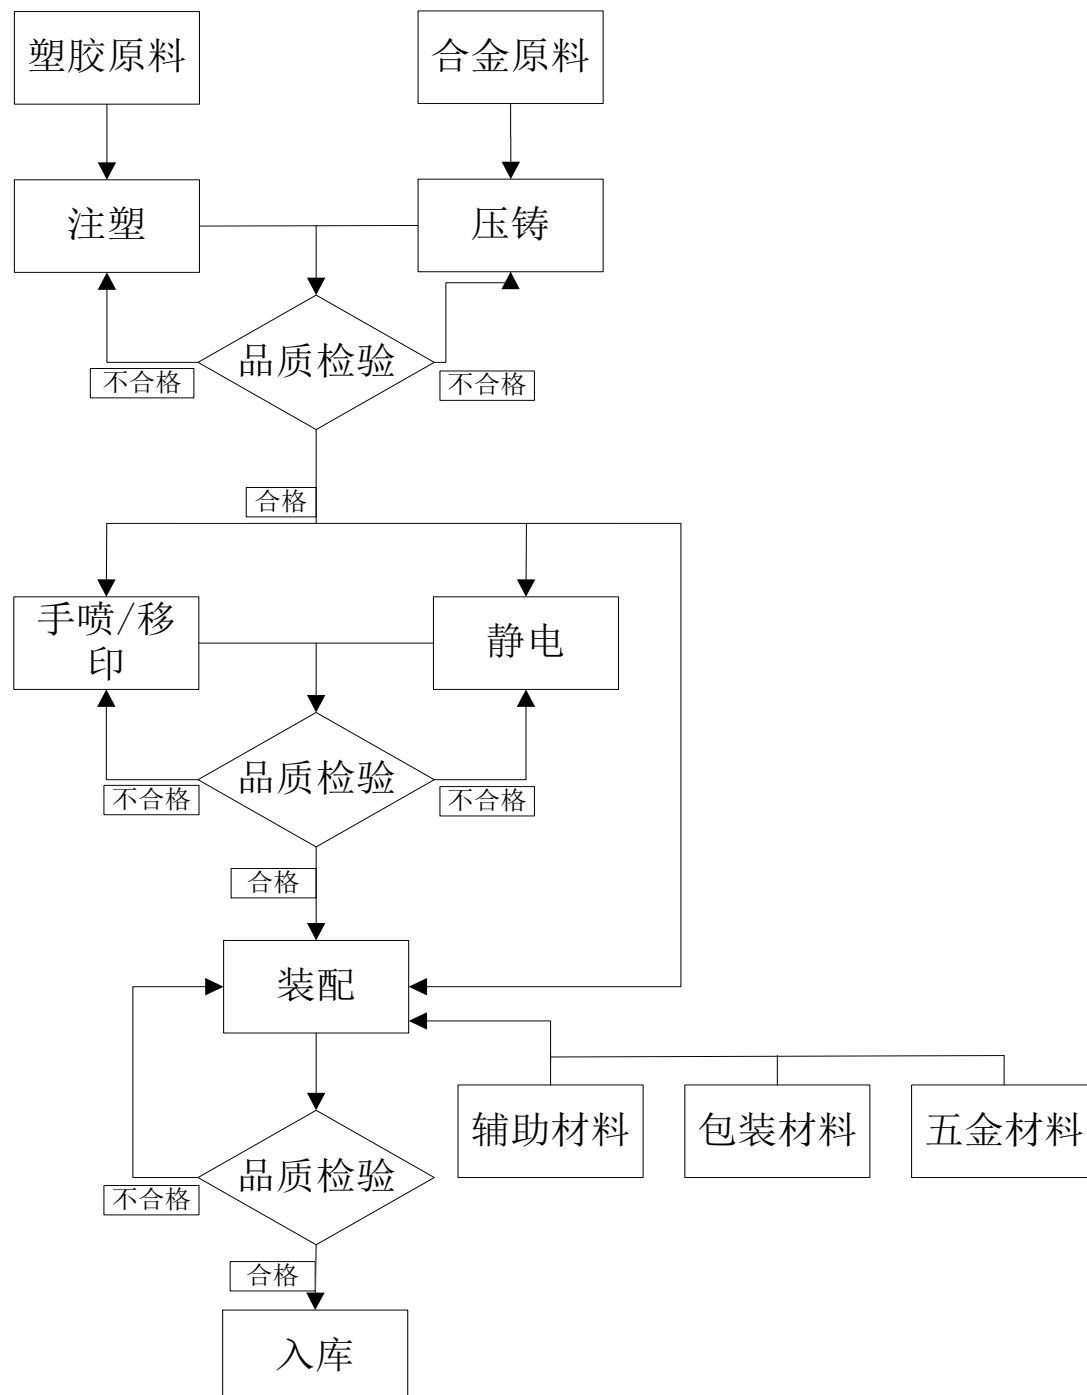 塑胶原料
合金原料
注塑
压铸
品质检验
不合格
不合格
合格
手喷/移
印
静电
品质检验
不合格
不合格
合格
装配
辅助材料
包装材料
五金材料
品质检验
不合格
合格
入库